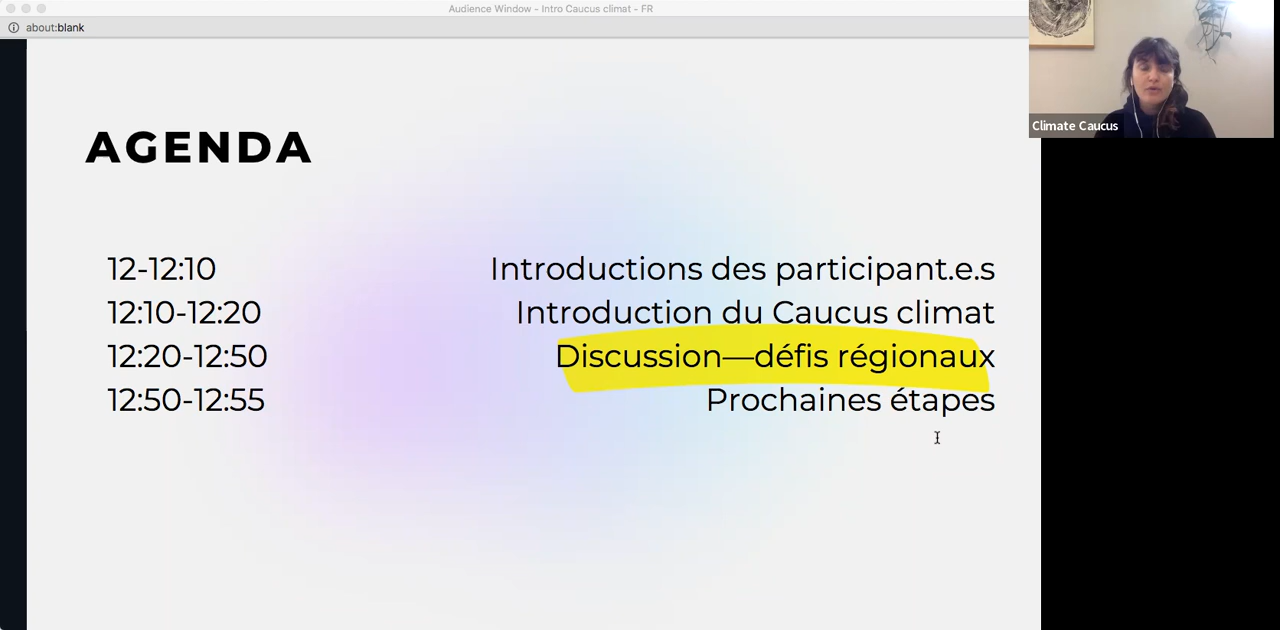 Audience Window - Intro Caucus climat - FR
about:blank
Climate Caucus
AGENDA
12-12:10 Introductions des participant.e.s
12:10-12:20 Introduction du Caucus climat
12:20-12:50 Discussion—défis régionaux
12:50-12:55 Prochaines étapes